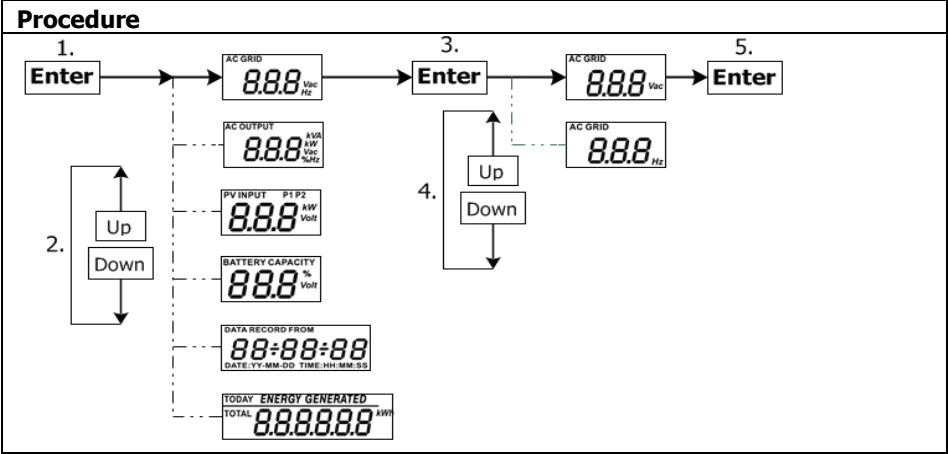 Procedure
1.
Enter
AC GRID
8.8.8 Vac Hz
3.
Enter
AC GRID
8.8.8 Vac
5.
Enter
AC OUTPUT
8.8.8 kVA kW Vac %Hz
AC GRID
8.8.8 Hz
2.
Up
Down
PV INPUT P1 P2
8.8.8 kW Volt
4.
Up
Down
BATTERY CAPACITY
88.8 % Volt
DATA RECORD FROM
88:88:88
DATE:YY-MM-DD TIME:HH:MM:SS
TODAY ENERGY GENERATED
TOTAL 8.8.8.8.8.8 kWh